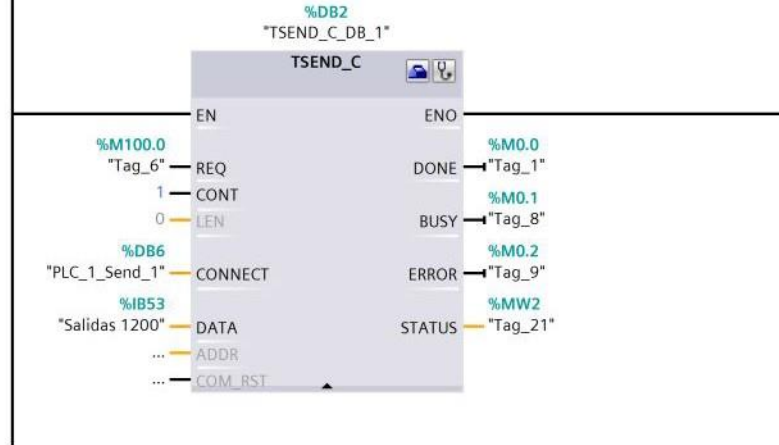 %DB2
"TSEND_C_DB_1"
TSEND_C
EN ENO
%M100.0 %M0.0
"Tag_6" REQ DONE "Tag_1"
1 CONT %M0.1
0 LEN BUSY "Tag_8"
%DB6 %M0.2
"PLC_1_Send_1" CONNECT ERROR "Tag_9"
%IB53 %MW2
"Salidas 1200" DATA STATUS "Tag_21"
... ADDR
... COM_RST